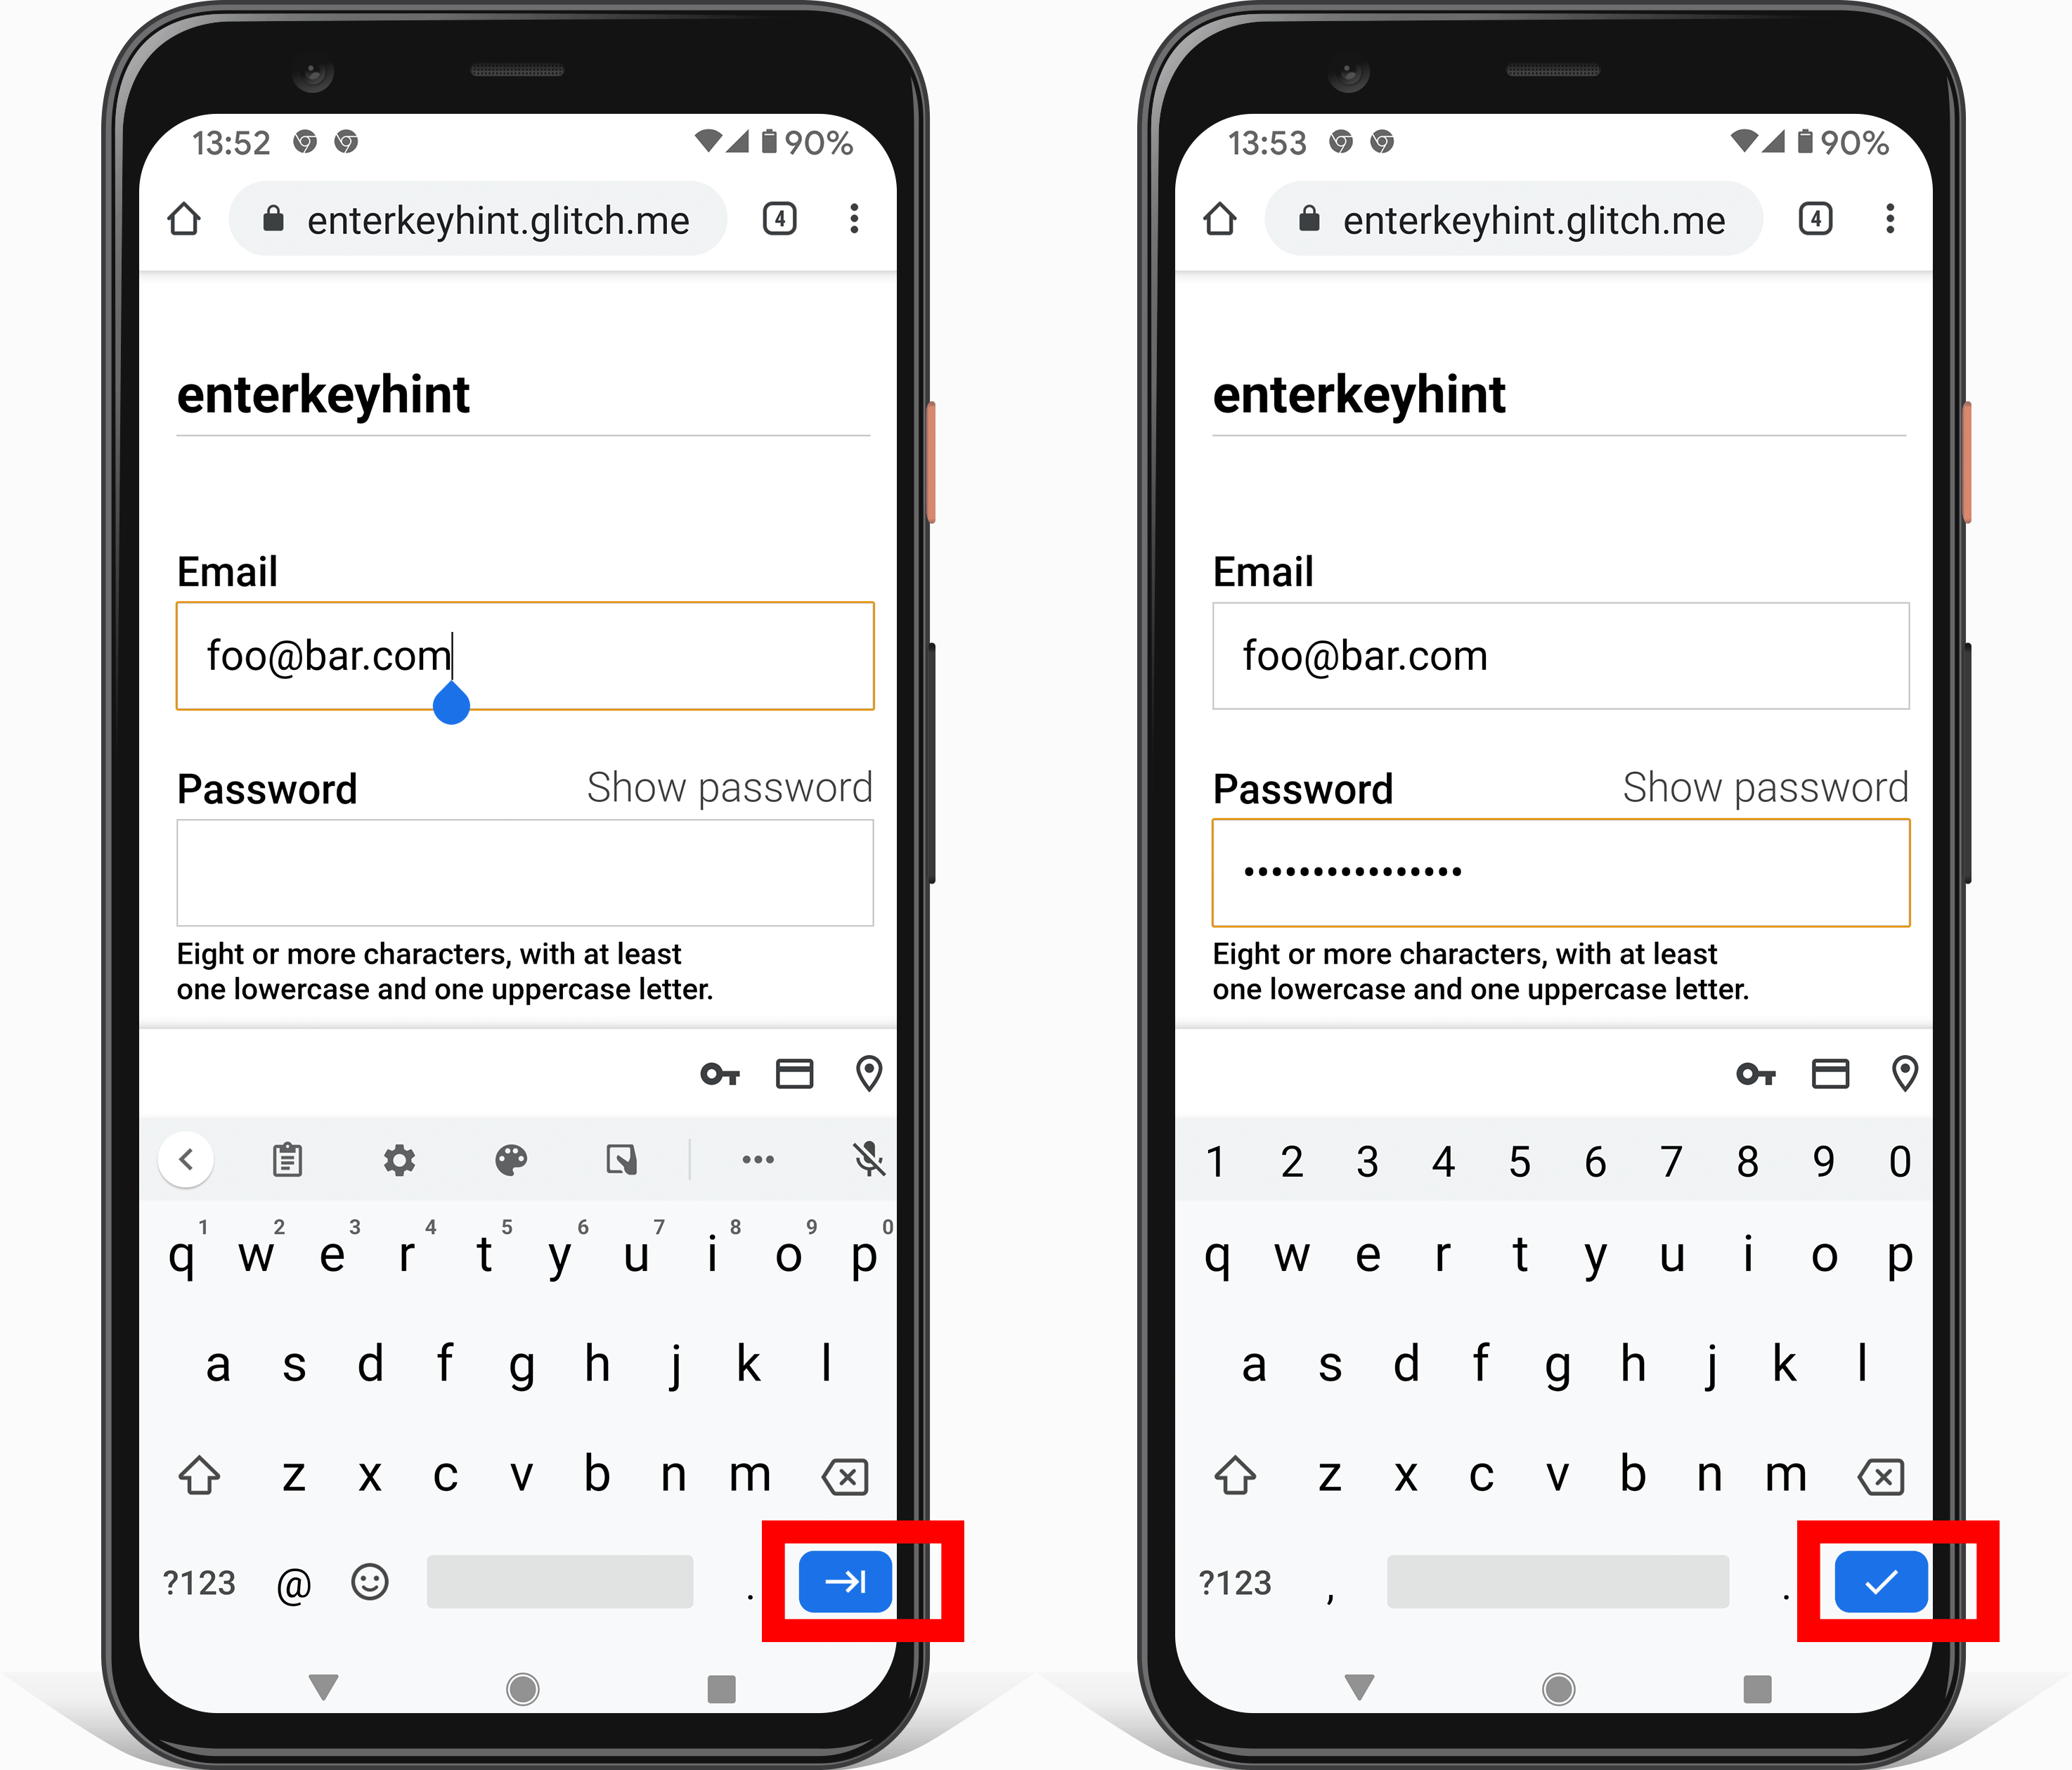 13:52 90%
enterkeyhint.glitch.me 4
enterkeyhint
Email
foo@bar.com
Password Show password
Eight or more characters, with at least
one lowercase and one uppercase letter.
1 2 3 4 5 6 7 8 9 0
q w e r t y u i o p
a s d f g h j k l
z x c v b n m
?123 @ .
13:53 90%
enterkeyhint.glitch.me 4
enterkeyhint
Email
foo@bar.com
Password Show password
••••••••••••••••
Eight or more characters, with at least
one lowercase and one uppercase letter.
1 2 3 4 5 6 7 8 9 0
q w e r t y u i o p
a s d f g h j k l
z x c v b n m
?123 , .